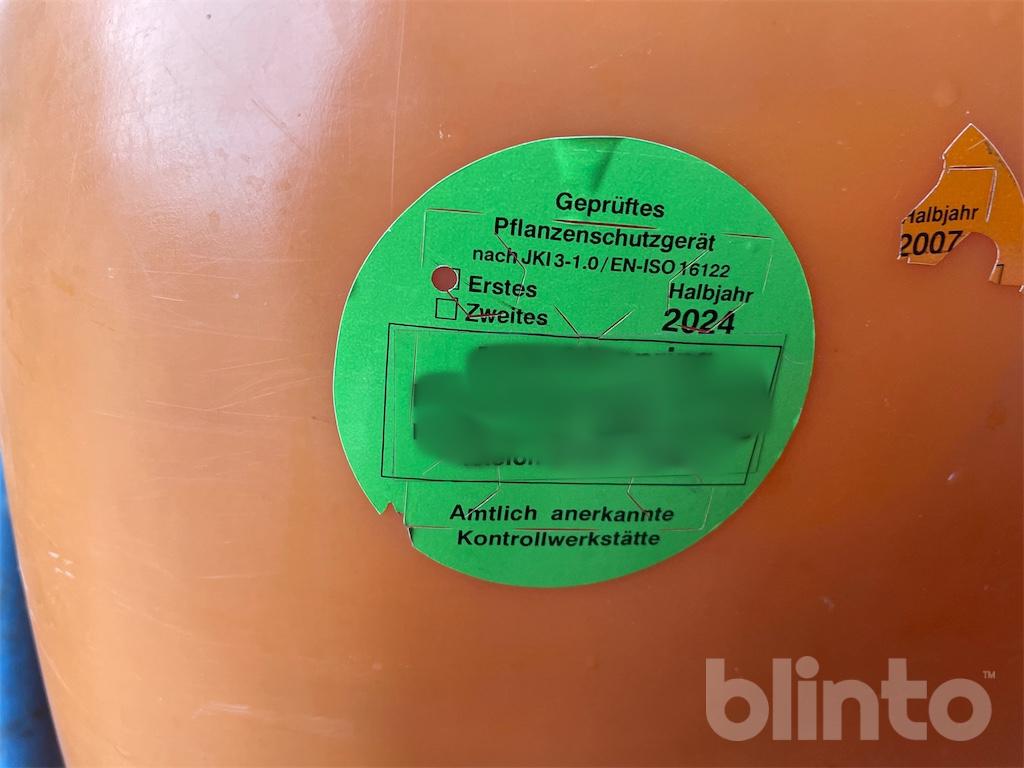 Geprüftes
Pflanzenschutzgerät
nach JKI 3-1.0/EN-ISO 16122
Erstes
Zweites
Halbjahr
2024
Amtlich anerkannte
Kontrollwerkstätte
Halbjahr
2007
blinto™